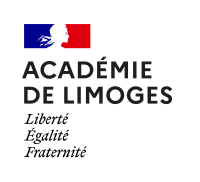 ACADÉMIE
DE LIMOGES
Liberté
Égalité
Fraternité